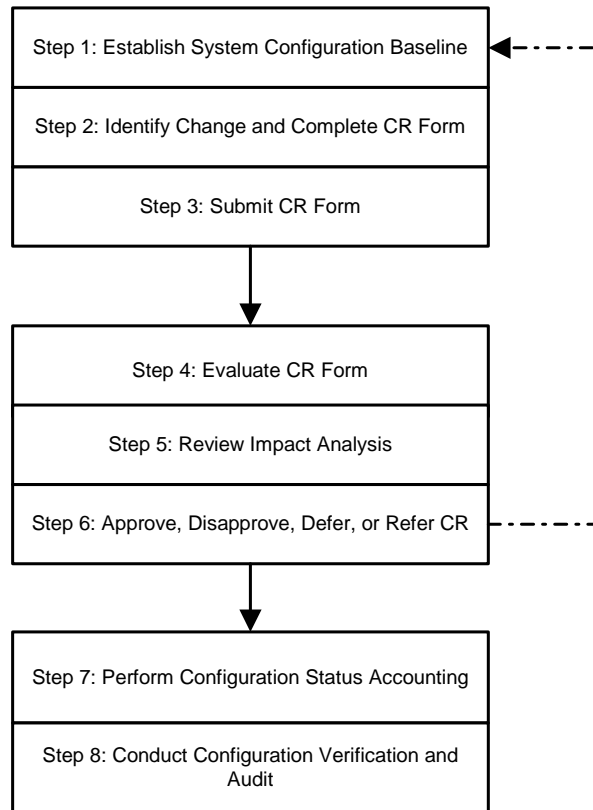 Step 1: Establish System Configuration Baseline
Step 2: Identify Change and Complete CR Form
Step 3: Submit CR Form
Step 4: Evaluate CR Form
Step 5: Review Impact Analysis
Step 6: Approve, Disapprove, Defer, or Refer CR
Step 7: Perform Configuration Status Accounting
Step 8: Conduct Configuration Verification and
Audit